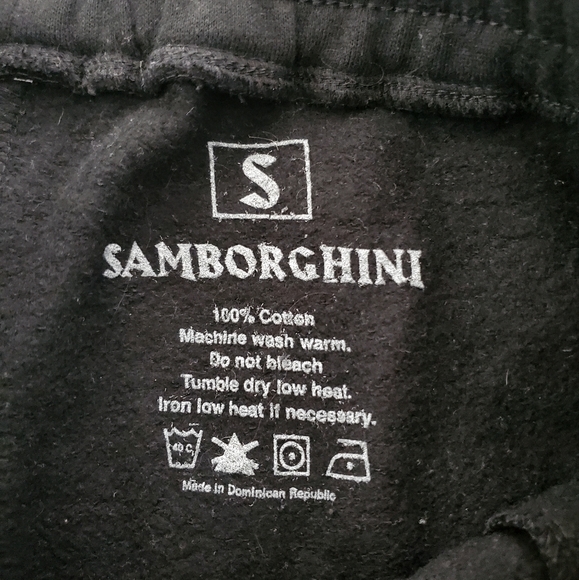 S
SAMBORGHINI
100% Cotton
Machine wash warm.
Do not bleach
Tumble dry low heat.
Iron low heat if necessary.
40 C
Made in Dominican Republic